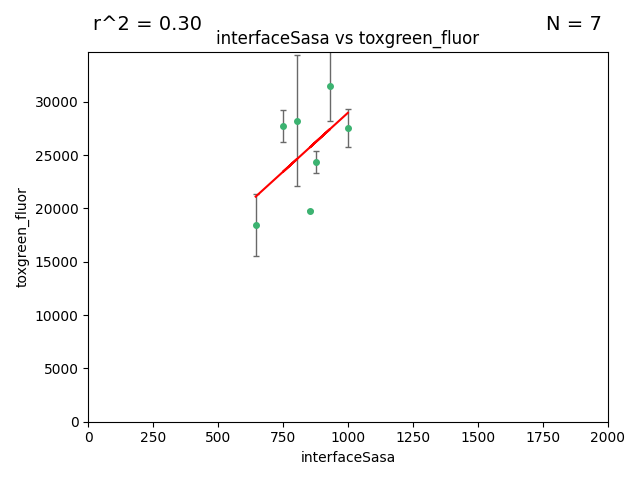 r^2 = 0.30
N = 7
interfaceSasa vs toxgreen_fluor
30000
25000
20000
15000
10000
5000
0
toxgreen_fluor
0 250 500 750 1000 1250 1500 1750 2000
interfaceSasa